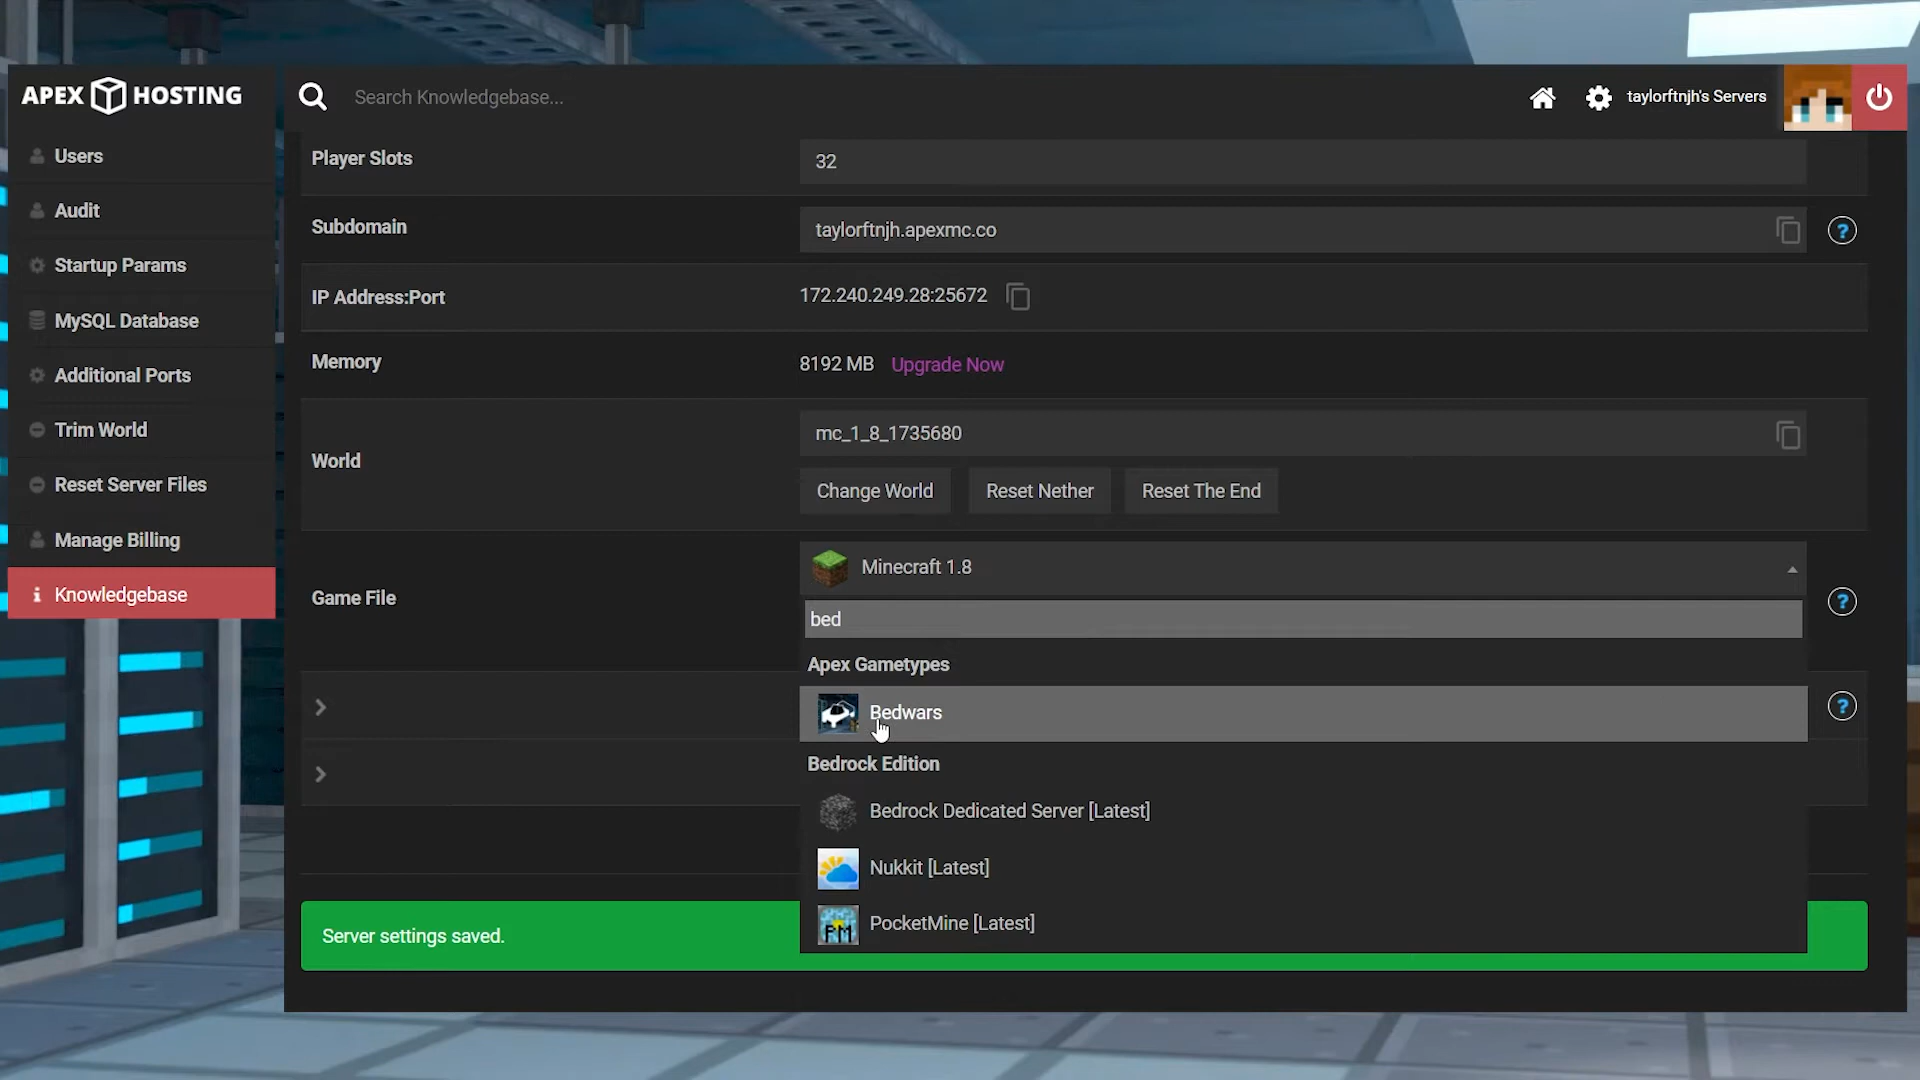 APEX HOSTING
Search Knowledgebase...
taylorftnjh's Servers
Users
Audit
Startup Params
MySQL Database
Additional Ports
Trim World
Reset Server Files
Manage Billing
Knowledgebase
Player Slots
32
Subdomain
taylorftnjh.apexmc.co
?
IP Address:Port
172.240.249.28:25672
Memory
8192 MB Upgrade Now
World
mc_1_8_1735680
Change World
Reset Nether
Reset The End
Game File
Minecraft 1.8
?
bed
Apex Gametypes
Bedwars
?
Bedrock Edition
Bedrock Dedicated Server [Latest]
Nukkit [Latest]
PocketMine [Latest]
Server settings saved.